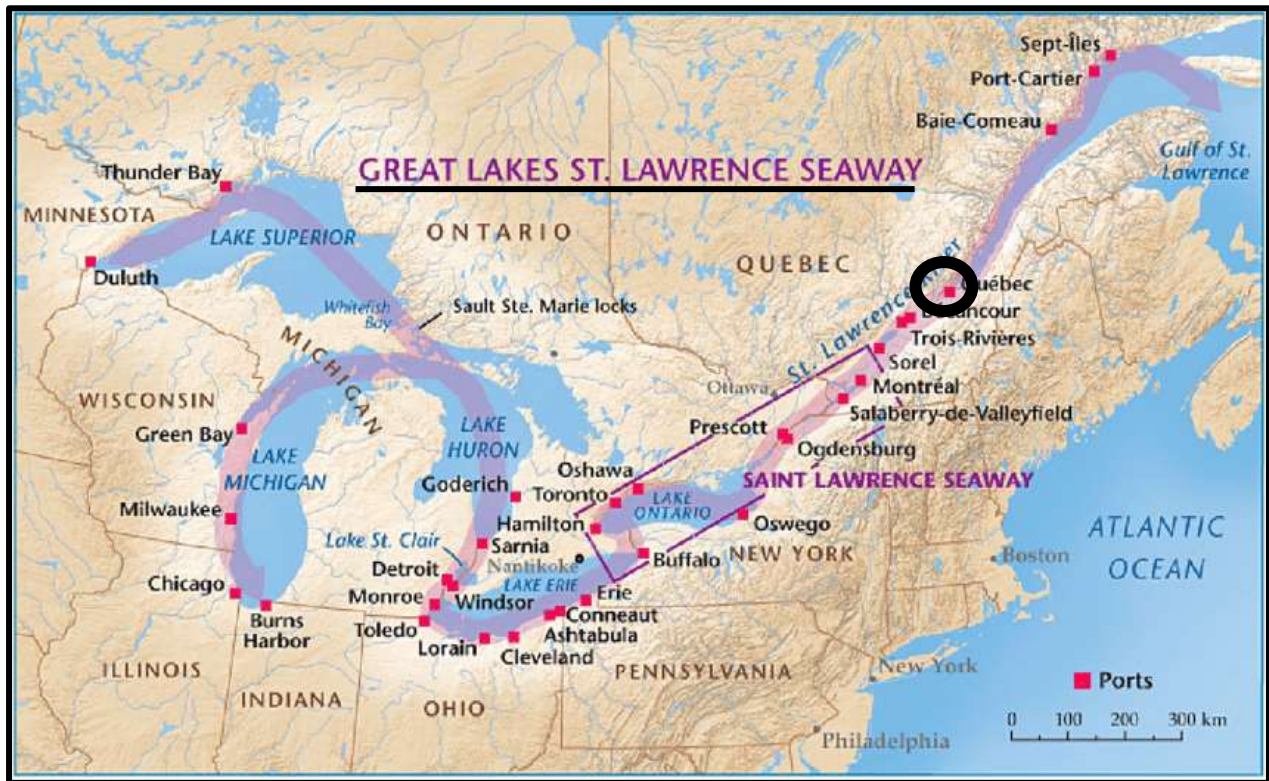 Sept-Îles
Port-Cartier
Baie-Comeau
Gulf of St.
Lawrence
GREAT LAKES ST. LAWRENCE SEAWAY
Thunder Bay
MINNESOTA
LAKE SUPERIOR
ONTARIO
QUEBEC
Duluth
Québec
Whitefish
Bay
Sault Ste. Marie locks
Bécancour
Trois-Rivières
St. Lawrence River
Sorel
MICHIGAN
Ottawa
Montréal
WISCONSIN
Salaberry-de-Valleyfield
Green Bay
LAKE
HURON
Prescott
Ogdensburg
LAKE
MICHIGAN
Oshawa
Goderich
Toronto
LAKE
ONTARIO
SAINT LAWRENCE SEAWAY
Milwaukee
Hamilton
Oswego
ATLANTIC
OCEAN
Lake St. Clair
Sarnia
Nantikoke
Buffalo
NEW YORK
Boston
Detroit
LAKE ERIE
Chicago
Monroe
Windsor
Erie
Burns
Harbor
Toledo
Conneaut
Ashtabula
Lorain
Cleveland
ILLINOIS
INDIANA
OHIO
PENNSYLVANIA
New York
Ports
0 100 200 300 km
Philadelphia